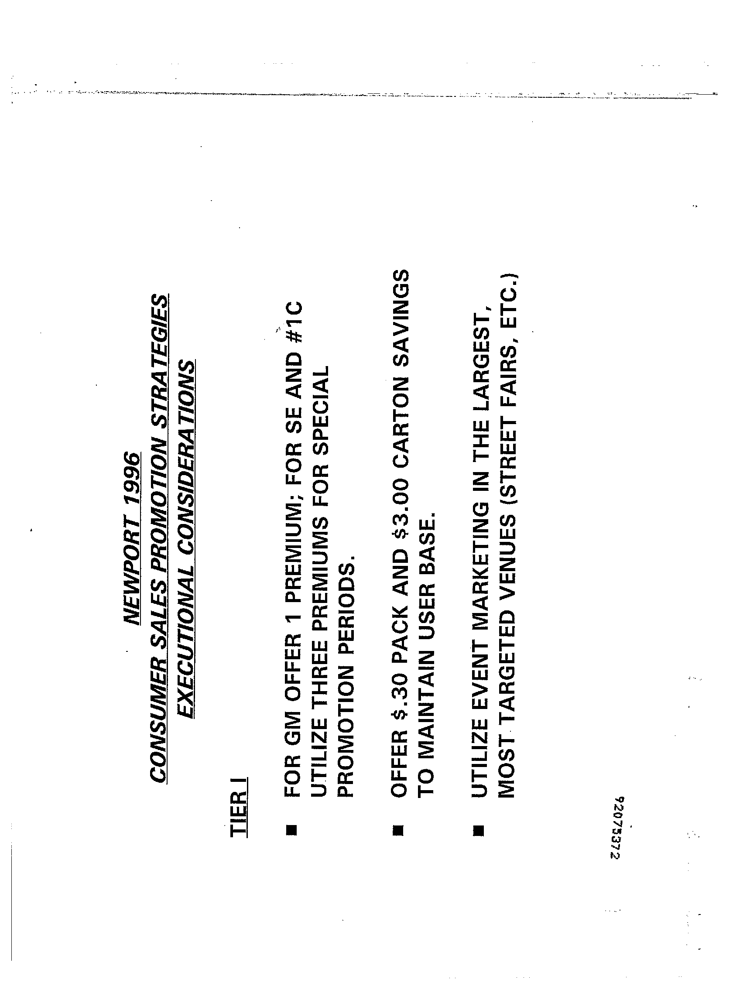 NEWPORT 1996
CONSUMER SALES PROMOTION STRATEGIES
EXECUTIONAL CONSIDERATIONS
TIER I
■ FOR GM OFFER 1 PREMIUM; FOR SE AND #1C
UTILIZE THREE PREMIUMS FOR SPECIAL
PROMOTION PERIODS.
■ OFFER $.30 PACK AND $3.00 CARTON SAVINGS
TO MAINTAIN USER BASE.
■ UTILIZE EVENT MARKETING IN THE LARGEST,
MOST TARGETED VENUES (STREET FAIRS, ETC.)
92075372